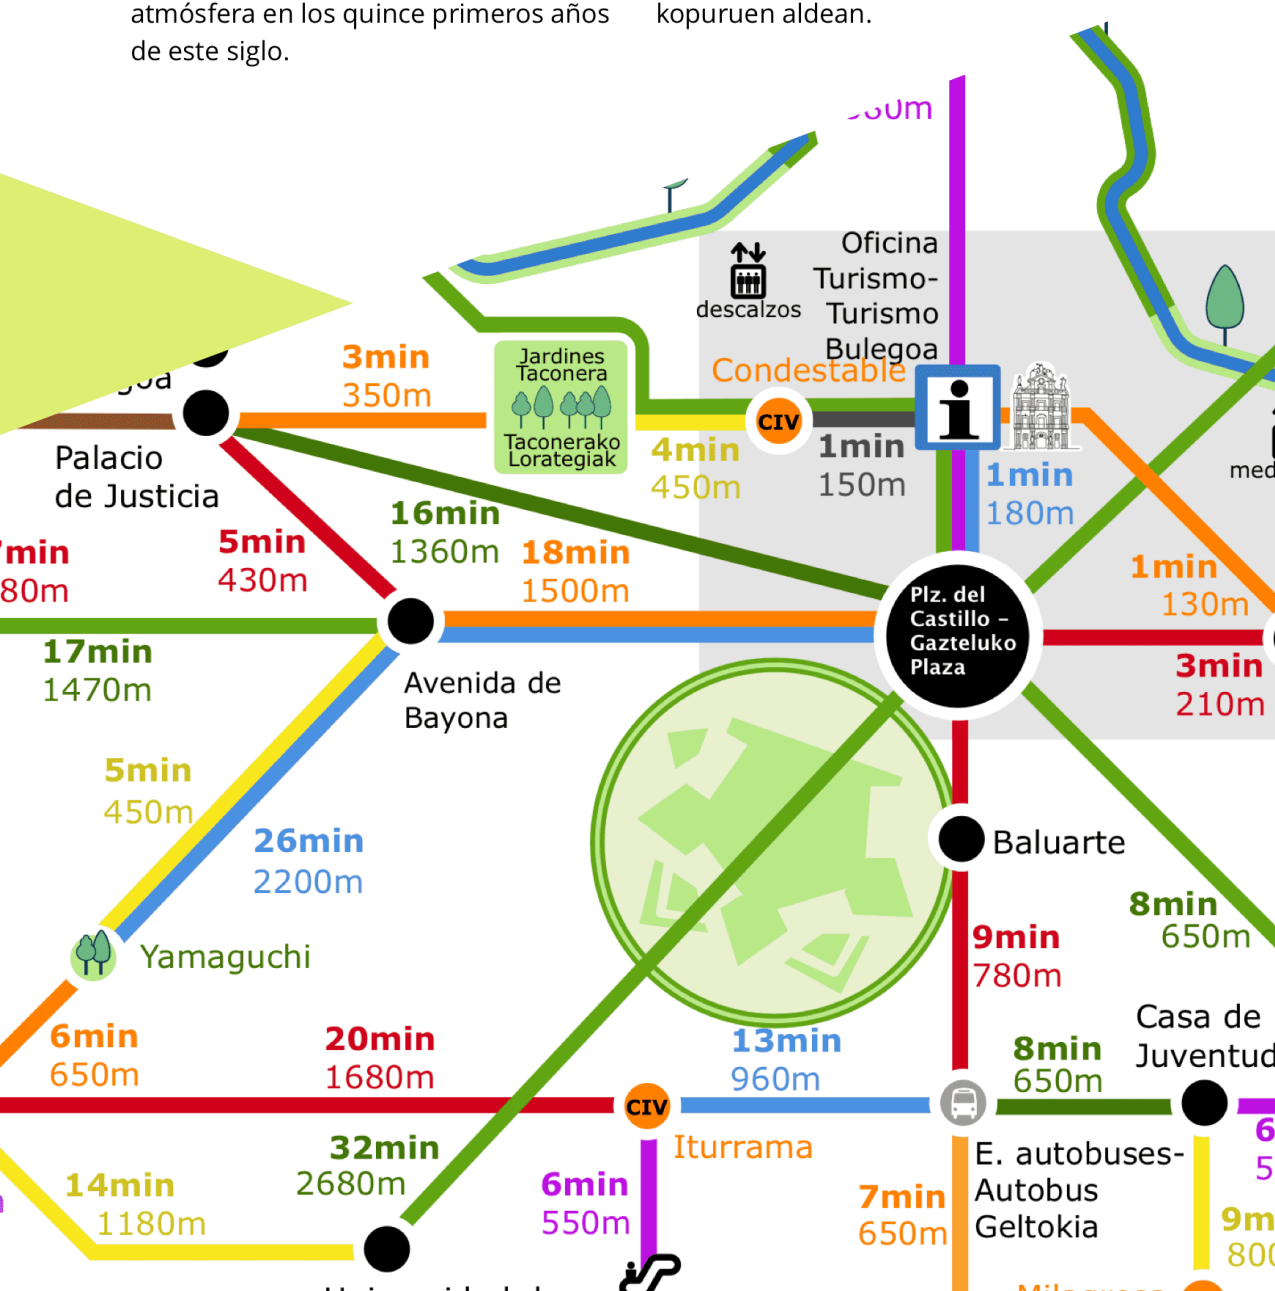 atmósfera en los quince primeros años
de este siglo.
kopuruen aldean.
Oficina
Turismo-
Turismo
Bulegoa
descalzos
3min
350m
Jardines
Taconera
Taconerako
Lorategiak
Condestable
CIV
4min
450m
1min
150m
i
1min
180m
Palacio
de Justicia
16min
1360m
5min
430m
18min
1500m
1min
130m
Plz. del
Castillo –
Gazteluko
Plaza
3min
210m
17min
1470m
Avenida de
Bayona
5min
450m
26min
2200m
Baluarte
8min
650m
9min
780m
Yamaguchi
6min
650m
20min
1680m
13min
960m
8min
650m
Casa de
Juventud
CIV
Iturrama
32min
2680m
14min
1180m
6min
550m
7min
650m
E. autobuses-
Autobus
Geltokia